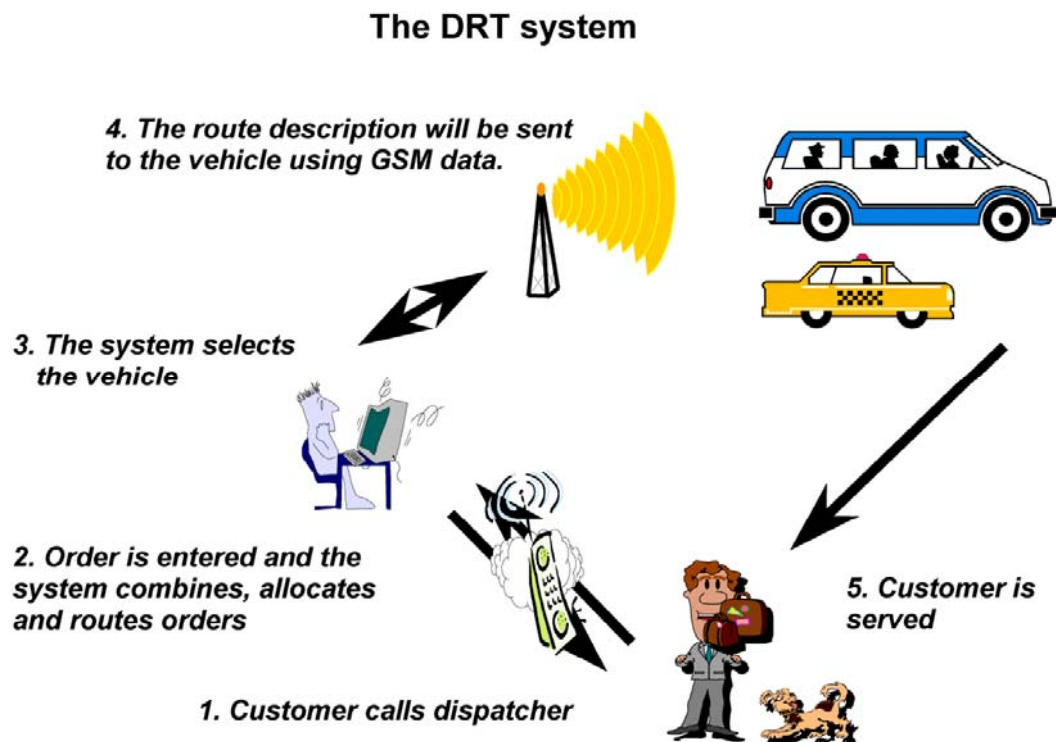 The DRT system
4. The route description will be sent
to the vehicle using GSM data.
3. The system selects
the vehicle
2. Order is entered and the
system combines, allocates
and routes orders
5. Customer is
served
1. Customer calls dispatcher